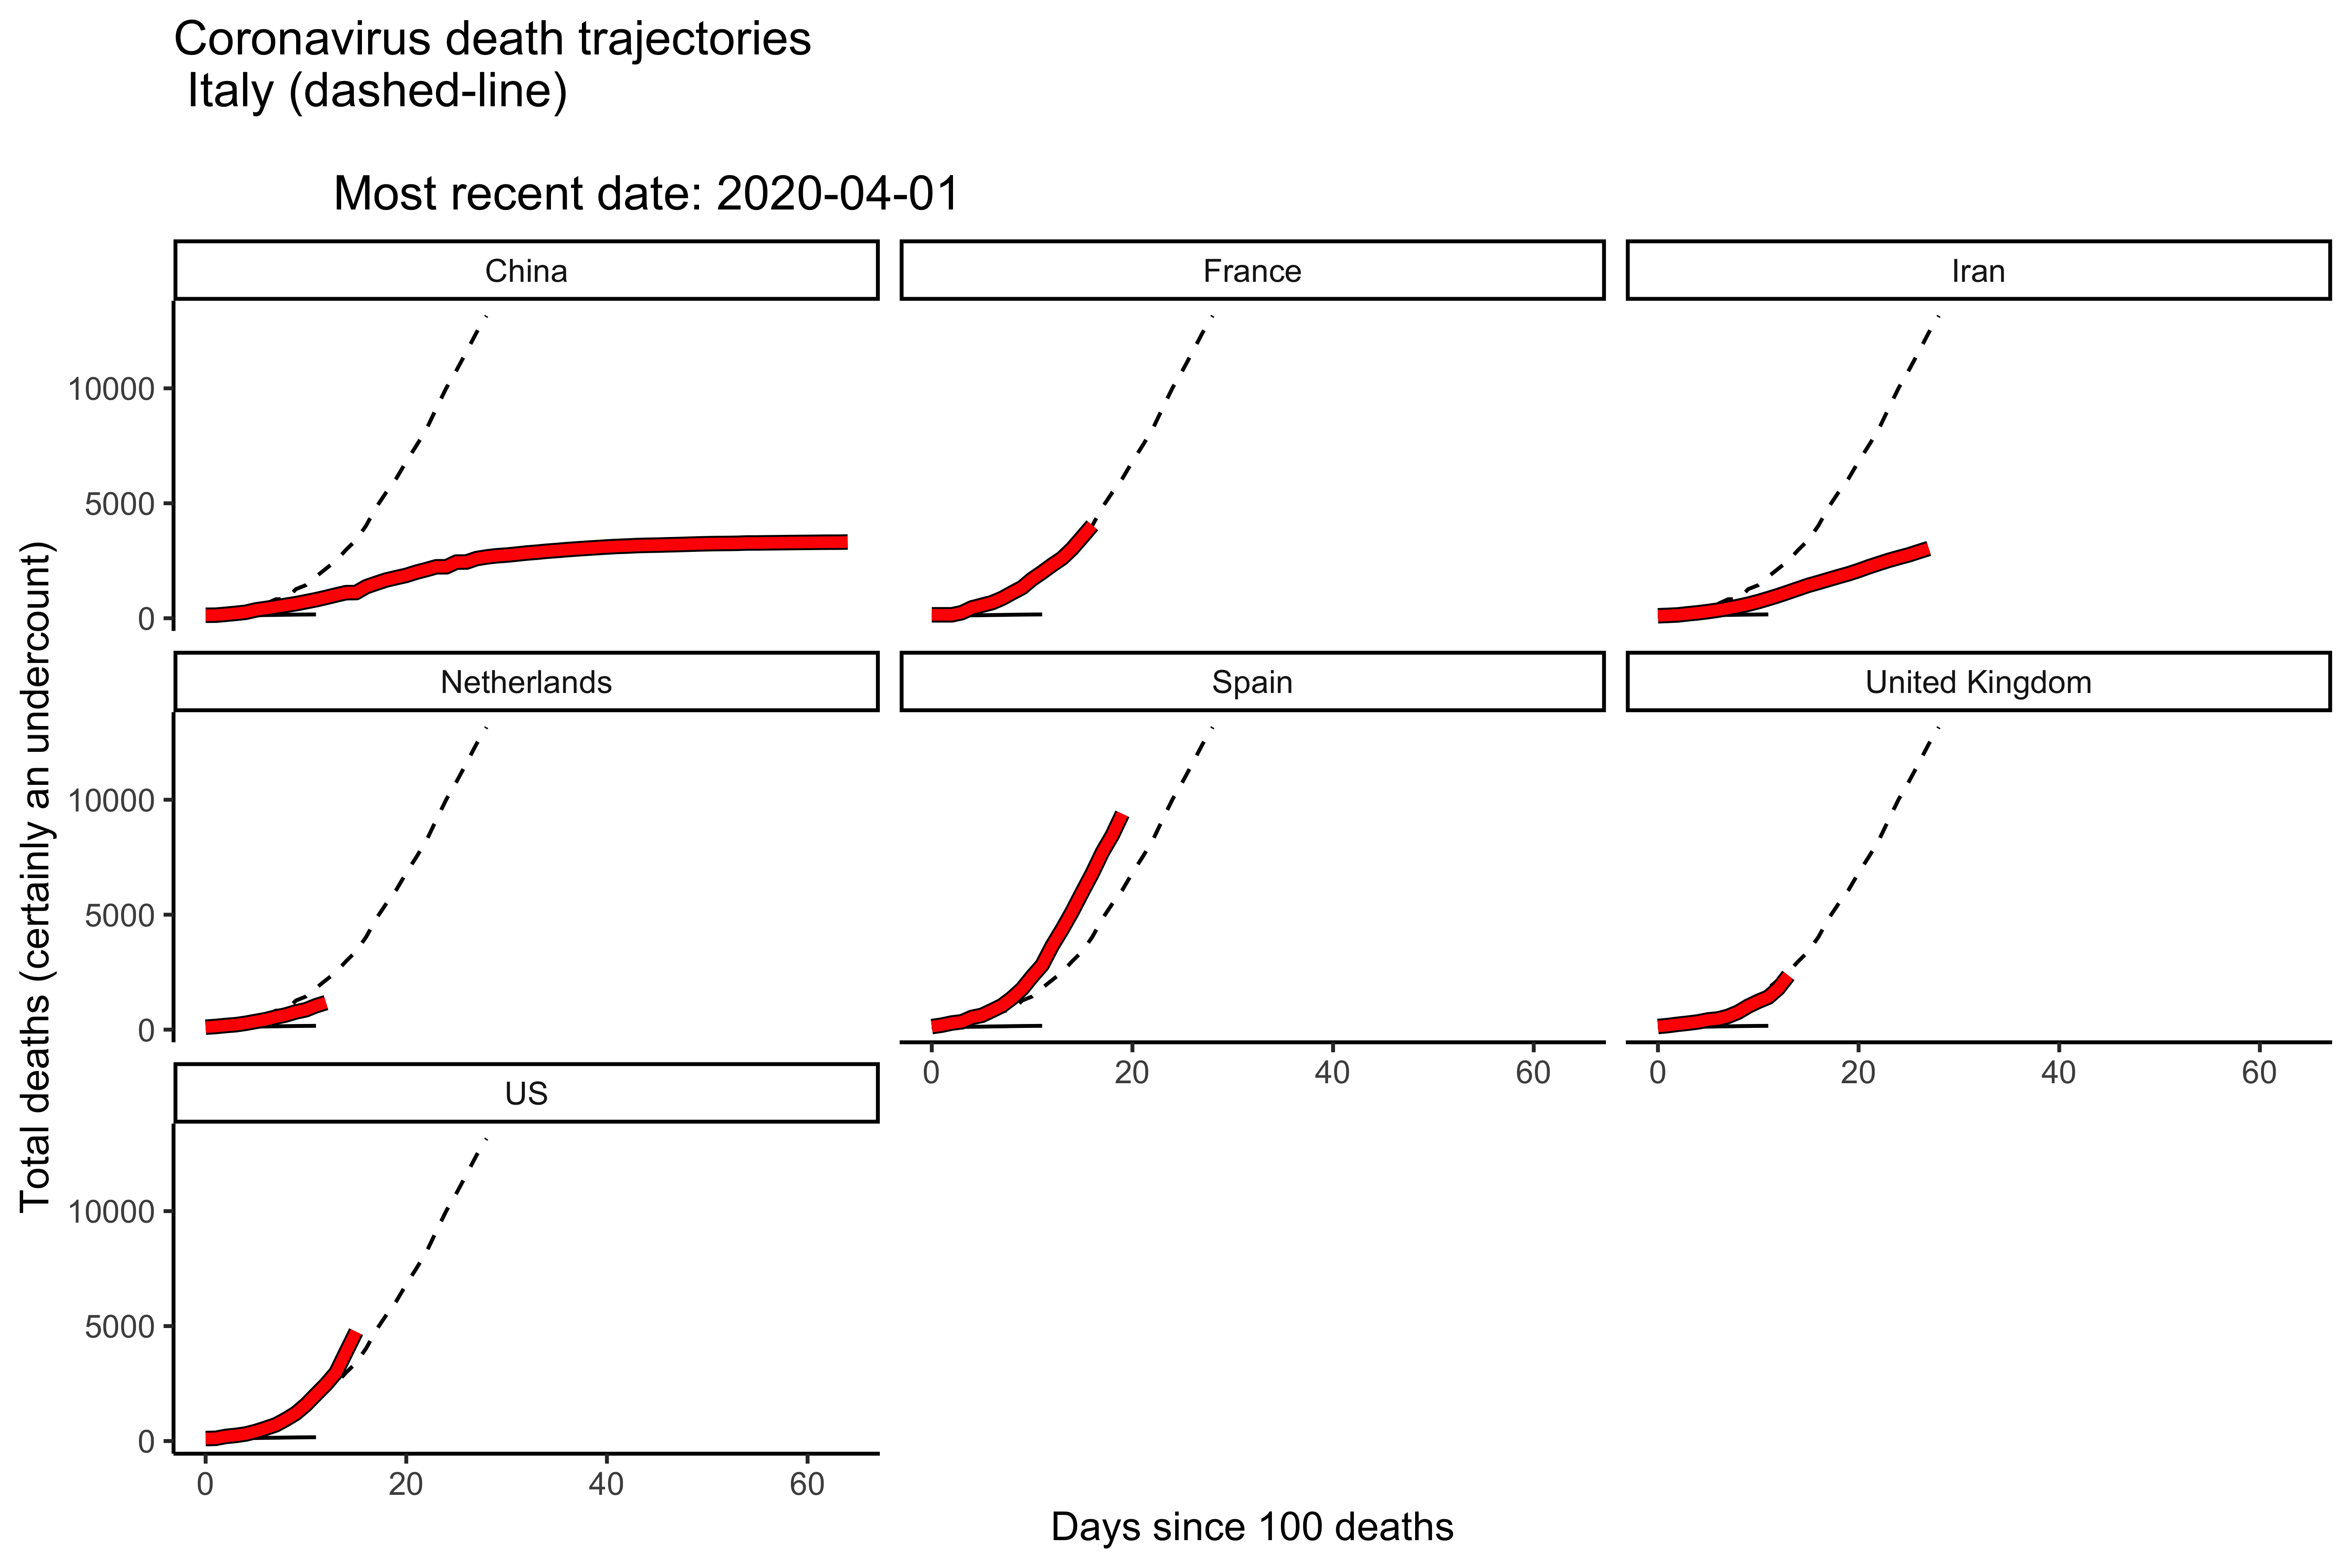 Coronavirus death trajectories
Italy (dashed-line)
Most recent date: 2020-04-01
China
France
Iran
10000
5000
0
Netherlands
Spain
United Kingdom
10000
5000
0
0 20 40 60
0 20 40 60
US
10000
5000
0
0 20 40 60
Days since 100 deaths
Total deaths (certainly an undercount)